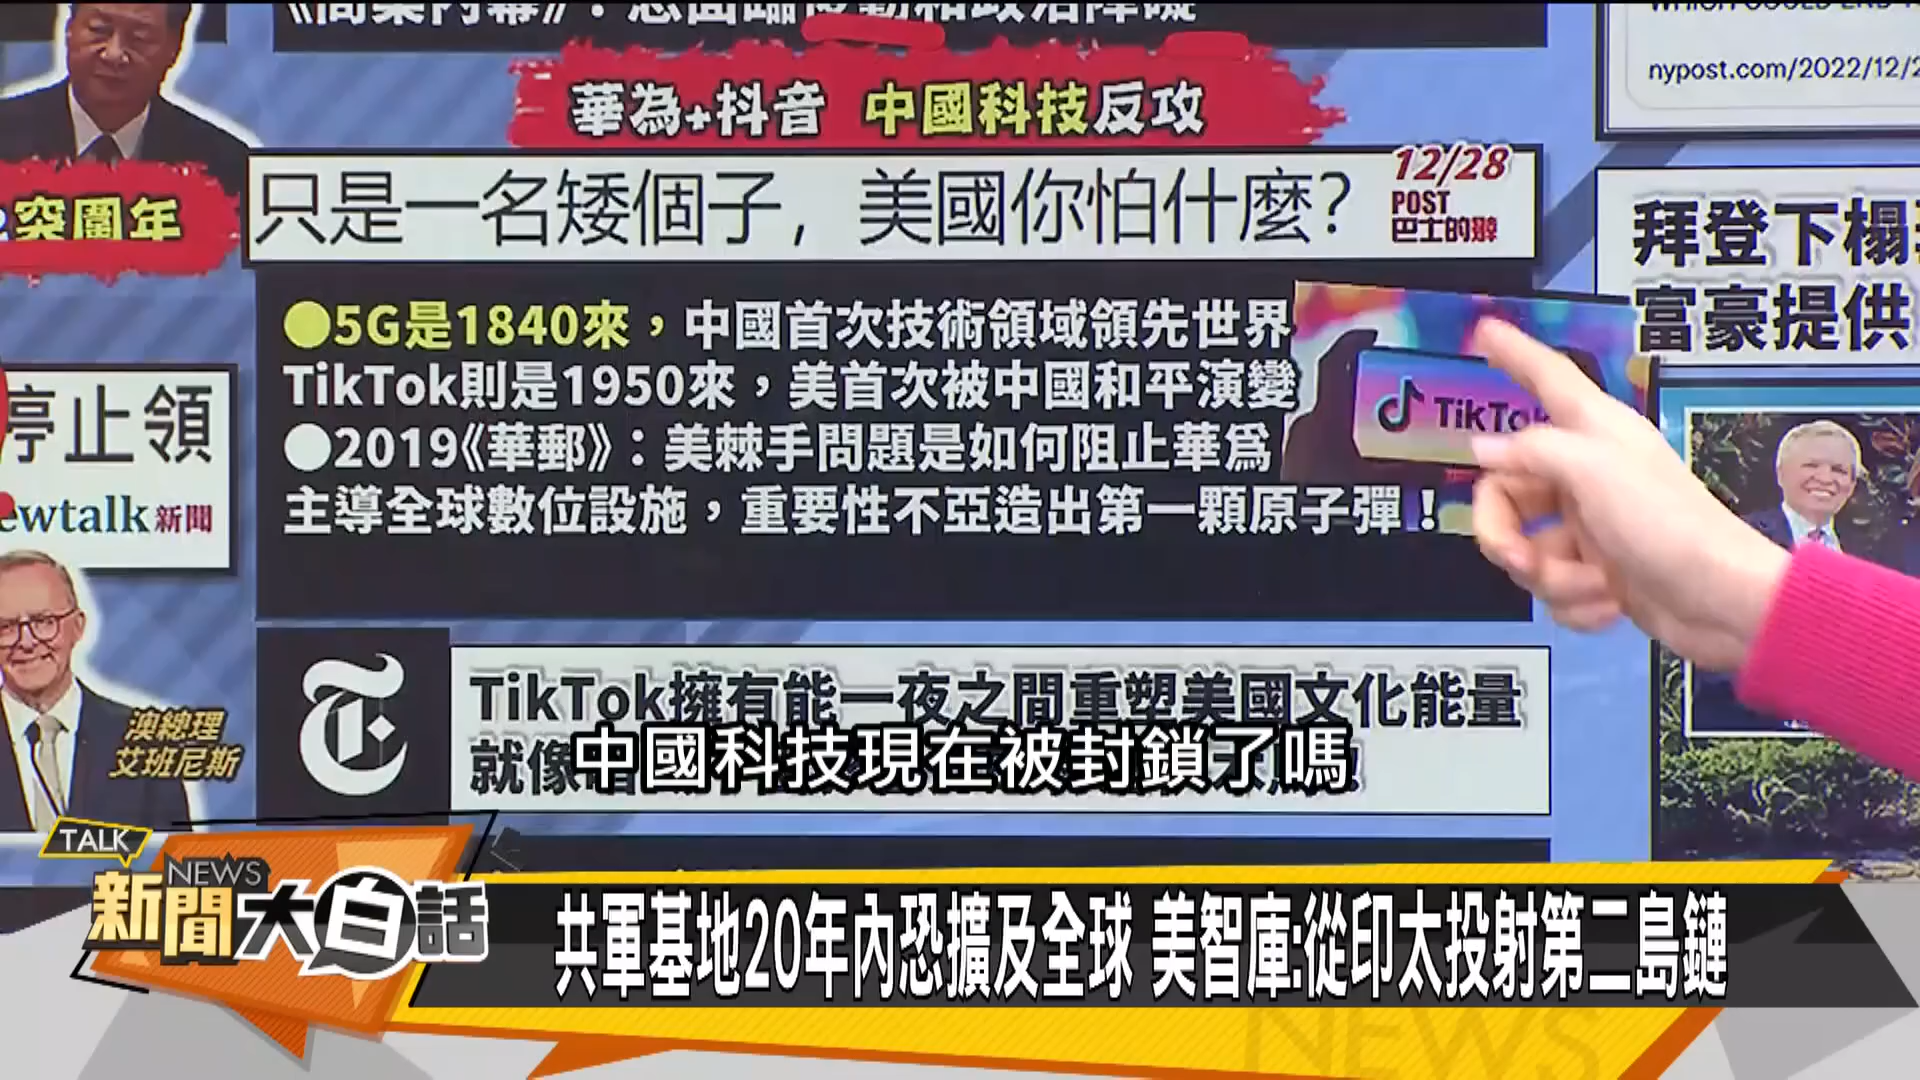 華為+抖音 中國科技反攻
只是一名矮個子，美國你怕什麼？
12/28
POST
巴士的報
●5G是1840來，中國首次技術領域領先世界
TikTok則是1950來，美首次被中國和平演變
●2019《華郵》：美棘手問題是如何阻止華為
主導全球數位設施，重要性不亞造出第一顆原子彈！
TikTok
突圍年
停止領
ewtalk新聞
澳總理
艾班尼斯
nypost.com/2022/12/2
拜登下榻
富豪提供
TikTok擁有能一夜之間重塑美國文化能量
就像
中國科技現在被封鎖了嗎
TALK
NEWS
新聞大白話
共軍基地20年內恐擴及全球 美智庫:從印太投射第二島鏈
NEWS